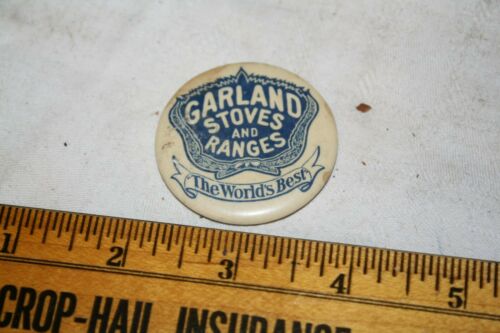 GARLAND
STOVES
AND
RANGES
The World's Best
1 2 3 4 5
CROP-HAIL INSURANCE